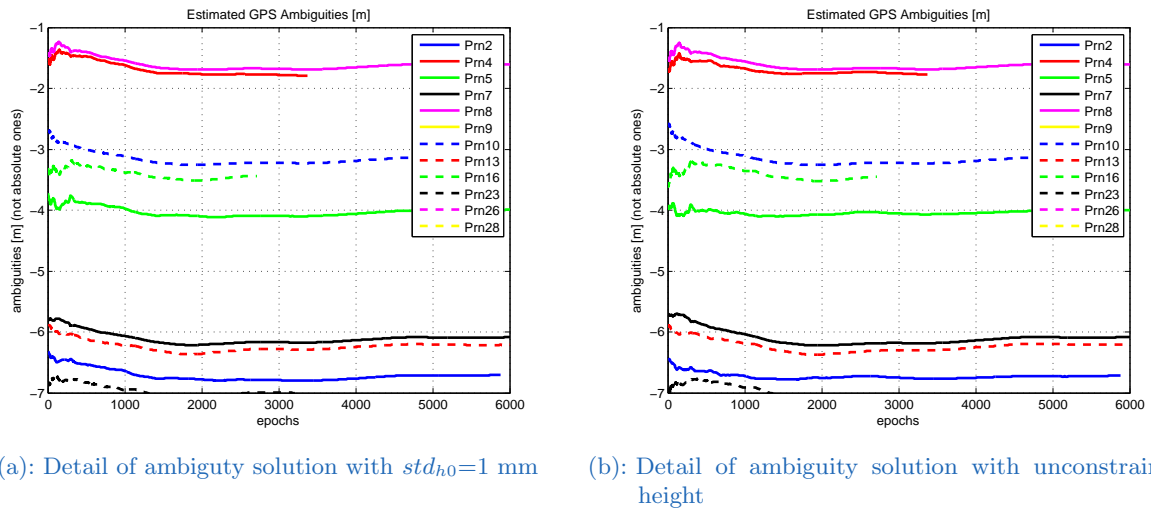 Estimated GPS Ambiguities [m]
ambiguities [m] (not absolute ones)
−1
−2
−3
−4
−5
−6
−7
0 1000 2000 3000 4000 5000 6000
epochs
Prn2
Prn4
Prn5
Prn7
Prn8
Prn9
Prn10
Prn13
Prn16
Prn23
Prn26
Prn28
(a): Detail of ambiguty solution with std_h0=1 mm
Estimated GPS Ambiguities [m]
ambiguities [m] (not absolute ones)
−1
−2
−3
−4
−5
−6
−7
0 1000 2000 3000 4000 5000 6000
epochs
Prn2
Prn4
Prn5
Prn7
Prn8
Prn9
Prn10
Prn13
Prn16
Prn23
Prn26
Prn28
(b): Detail of ambiguity solution with unconstrain
height